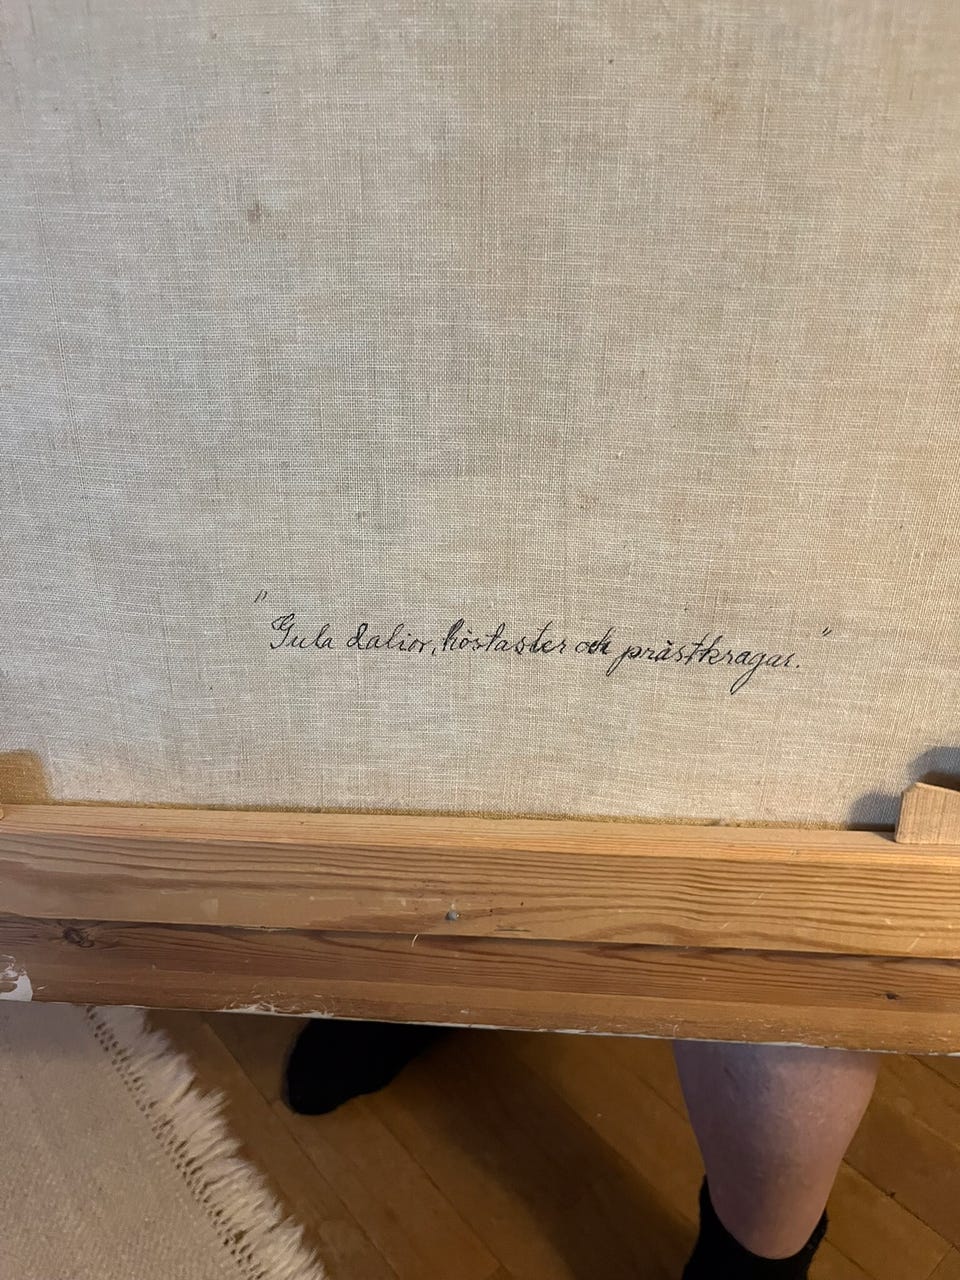 "Gula dalior, höstaster och prästkragar."